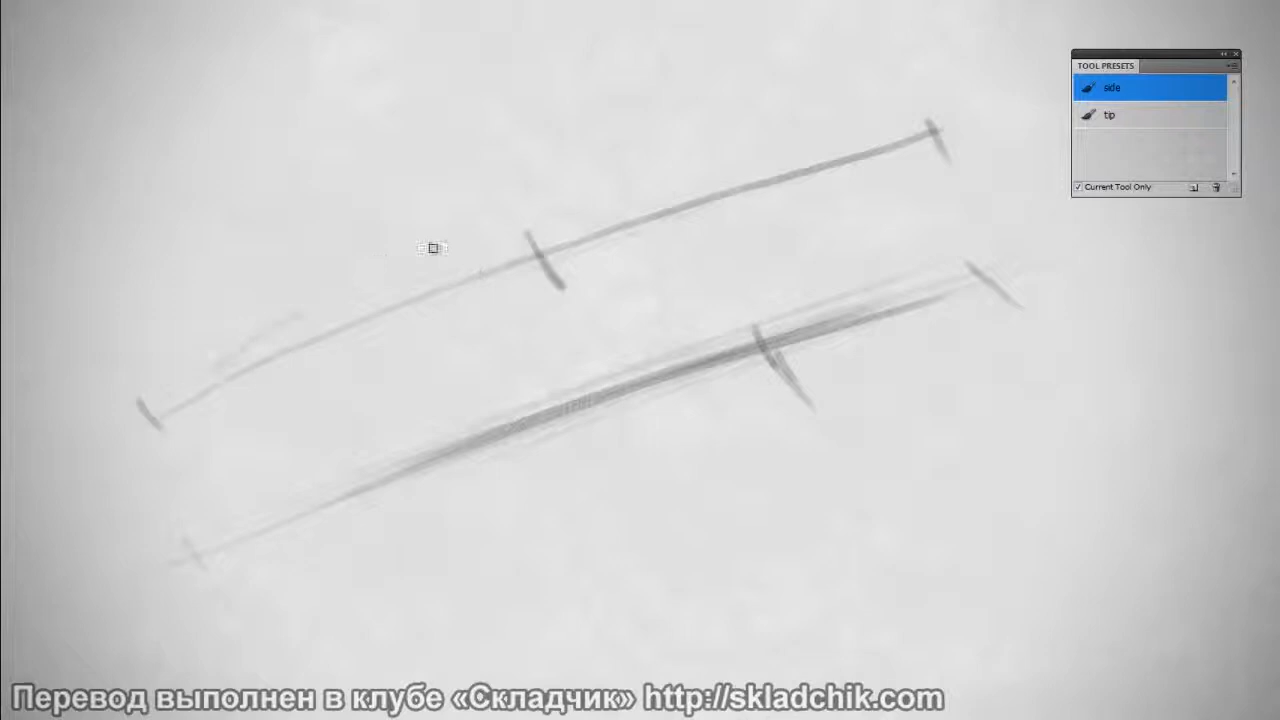 TOOL PRESETS
side
tip
Current Tool Only
Перевод выполнен в клубе «Складчик» http://skladchik.com